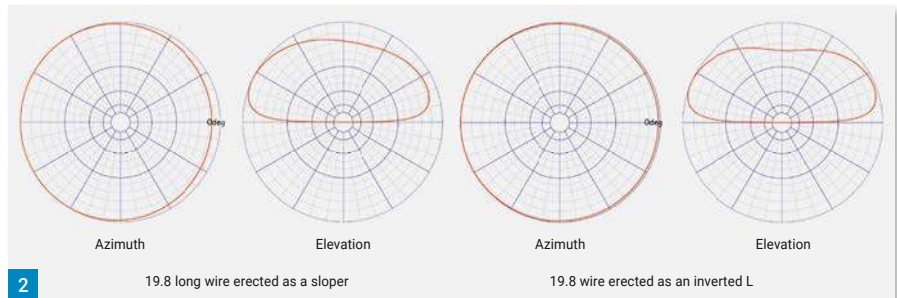 0deg
0deg
Azimuth
Elevation
Azimuth
Elevation
2
19.8 long wire erected as a sloper
19.8 wire erected as an inverted L